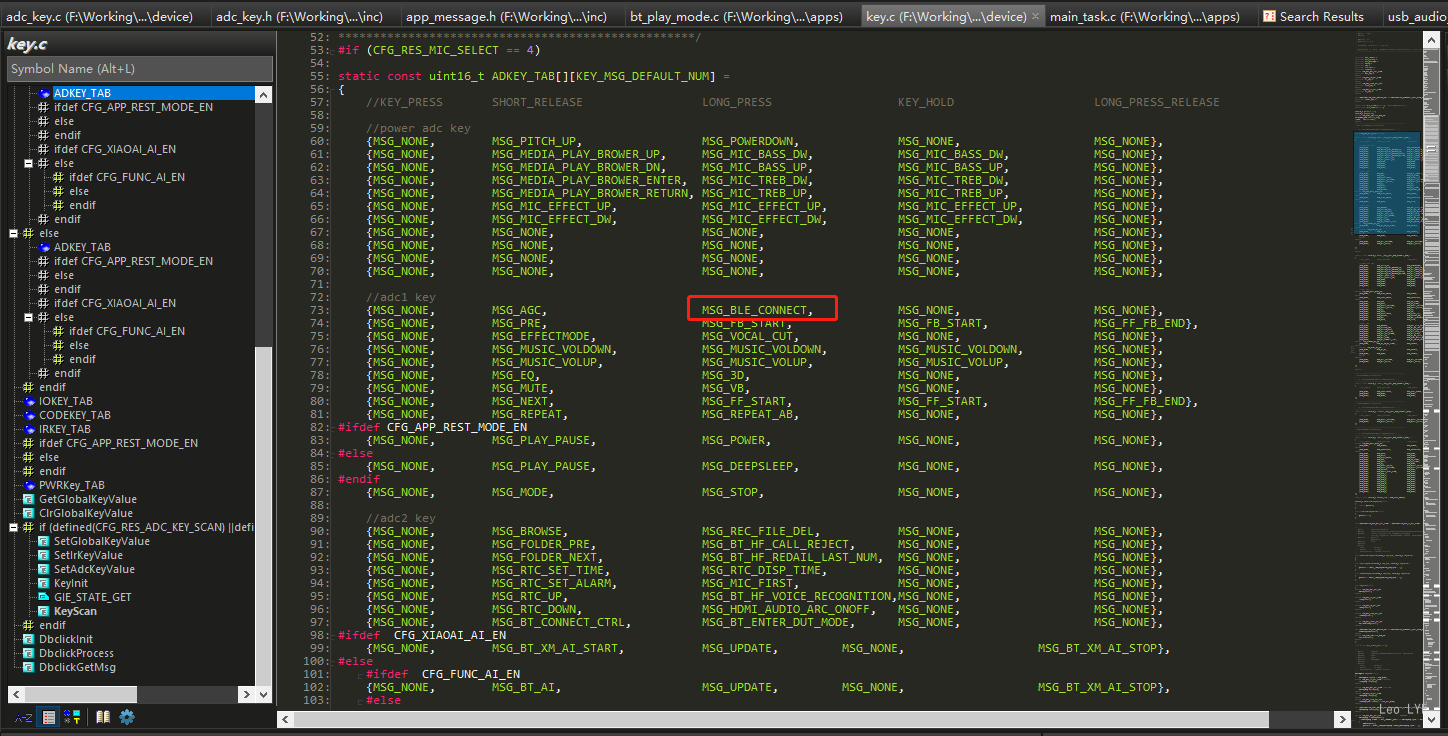 adc_key.c (F:\Working\...\device)
adc_key.h (F:\Working\...\inc)
app_message.h (F:\Working\...\inc)
bt_play_mode.c (F:\Working\...\apps)
key.c (F:\Working\...\device) ×
main_task.c (F:\Working\...\apps)
Search Results
usb_audio_
key.c
Symbol Name (Alt+L)
ADKEY_TAB
ifdef CFG_APP_REST_MODE_EN
else
endif
ifdef CFG_XIAOAI_AI_EN
else
ifdef CFG_FUNC_AI_EN
else
endif
endif
else
ADKEY_TAB
ifdef CFG_APP_REST_MODE_EN
else
endif
ifdef CFG_XIAOAI_AI_EN
else
ifdef CFG_FUNC_AI_EN
else
endif
endif
endif
IOKEY_TAB
CODEKEY_TAB
IRKEY_TAB
ifdef CFG_APP_REST_MODE_EN
else
endif
PWRKey_TAB
GetGlobalKeyValue
ClrGlobalKeyValue
if (defined(CFG_RES_ADC_KEY_SCAN) ||defi
SetGlobalKeyValue
SetIrKeyValue
SetAdcKeyValue
KeyInit
GIE_STATE_GET
KeyScan
endif
DbclickInit
DbclickProcess
DbclickGetMsg
A-Z
52: ***************************************************/
53: #if (CFG_RES_MIC_SELECT == 4)
54:
55: static const uint16_t ADKEY_TAB[][KEY_MSG_DEFAULT_NUM] =
56: {
57: //KEY_PRESS SHORT_RELEASE LONG_PRESS KEY_HOLD LONG_PRESS_RELEASE
58:
59: //power adc key
60: {MSG_NONE, MSG_PITCH_UP, MSG_POWERDOWN, MSG_NONE, MSG_NONE},
61: {MSG_NONE, MSG_MEDIA_PLAY_BROWER_UP, MSG_MIC_BASS_DW, MSG_MIC_BASS_DW, MSG_NONE},
62: {MSG_NONE, MSG_MEDIA_PLAY_BROWER_DN, MSG_MIC_BASS_UP, MSG_MIC_BASS_UP, MSG_NONE},
63: {MSG_NONE, MSG_MEDIA_PLAY_BROWER_ENTER, MSG_MIC_TREB_DW, MSG_MIC_TREB_DW, MSG_NONE},
64: {MSG_NONE, MSG_MEDIA_PLAY_BROWER_RETURN, MSG_MIC_TREB_UP, MSG_MIC_TREB_UP, MSG_NONE},
65: {MSG_NONE, MSG_MIC_EFFECT_UP, MSG_MIC_EFFECT_UP, MSG_MIC_EFFECT_UP, MSG_NONE},
66: {MSG_NONE, MSG_MIC_EFFECT_DW, MSG_MIC_EFFECT_DW, MSG_MIC_EFFECT_DW, MSG_NONE},
67: {MSG_NONE, MSG_NONE, MSG_NONE, MSG_NONE, MSG_NONE},
68: {MSG_NONE, MSG_NONE, MSG_NONE, MSG_NONE, MSG_NONE},
69: {MSG_NONE, MSG_NONE, MSG_NONE, MSG_NONE, MSG_NONE},
70: {MSG_NONE, MSG_NONE, MSG_NONE, MSG_NONE, MSG_NONE},
71:
72: //adc1 key
73: {MSG_NONE, MSG_AGC, MSG_BLE_CONNECT, MSG_NONE, MSG_NONE},
74: {MSG_NONE, MSG_PRE, MSG_FB_START, MSG_FB_START, MSG_FF_FB_END},
75: {MSG_NONE, MSG_EFFECTMODE, MSG_VOCAL_CUT, MSG_NONE, MSG_NONE},
76: {MSG_NONE, MSG_MUSIC_VOLDOWN, MSG_MUSIC_VOLDOWN, MSG_MUSIC_VOLDOWN, MSG_NONE},
77: {MSG_NONE, MSG_MUSIC_VOLUP, MSG_MUSIC_VOLUP, MSG_MUSIC_VOLUP, MSG_NONE},
78: {MSG_NONE, MSG_EQ, MSG_3D, MSG_NONE, MSG_NONE},
79: {MSG_NONE, MSG_MUTE, MSG_VB, MSG_NONE, MSG_NONE},
80: {MSG_NONE, MSG_NEXT, MSG_FF_START, MSG_FF_START, MSG_FF_FB_END},
81: {MSG_NONE, MSG_REPEAT, MSG_REPEAT_AB, MSG_NONE, MSG_NONE},
82: #ifdef CFG_APP_REST_MODE_EN
83: {MSG_NONE, MSG_PLAY_PAUSE, MSG_POWER, MSG_NONE, MSG_NONE},
84: #else
85: {MSG_NONE, MSG_PLAY_PAUSE, MSG_DEEPSLEEP, MSG_NONE, MSG_NONE},
86: #endif
87: {MSG_NONE, MSG_MODE, MSG_STOP, MSG_NONE, MSG_NONE},
88:
89: //adc2 key
90: {MSG_NONE, MSG_BROWSE, MSG_REC_FILE_DEL, MSG_NONE, MSG_NONE},
91: {MSG_NONE, MSG_FOLDER_PRE, MSG_BT_HF_CALL_REJECT, MSG_NONE, MSG_NONE},
92: {MSG_NONE, MSG_FOLDER_NEXT, MSG_BT_HF_REDAIL_LAST_NUM, MSG_NONE, MSG_NONE},
93: {MSG_NONE, MSG_RTC_SET_TIME, MSG_RTC_DISP_TIME, MSG_NONE, MSG_NONE},
94: {MSG_NONE, MSG_RTC_SET_ALARM, MSG_MIC_FIRST, MSG_NONE, MSG_NONE},
95: {MSG_NONE, MSG_RTC_UP, MSG_BT_HF_VOICE_RECOGNITION,MSG_NONE, MSG_NONE},
96: {MSG_NONE, MSG_RTC_DOWN, MSG_HDMI_AUDIO_ARC_ONOFF, MSG_NONE, MSG_NONE},
97: {MSG_NONE, MSG_BT_CONNECT_CTRL, MSG_BT_ENTER_DUT_MODE, MSG_NONE, MSG_NONE},
98: #ifdef CFG_XIAOAI_AI_EN
99: {MSG_NONE, MSG_BT_XM_AI_START, MSG_UPDATE, MSG_NONE, MSG_BT_XM_AI_STOP},
100: #else
101: #ifdef CFG_FUNC_AI_EN
102: {MSG_NONE, MSG_BT_AI, MSG_UPDATE, MSG_NONE, MSG_BT_XM_AI_STOP},
103: #else